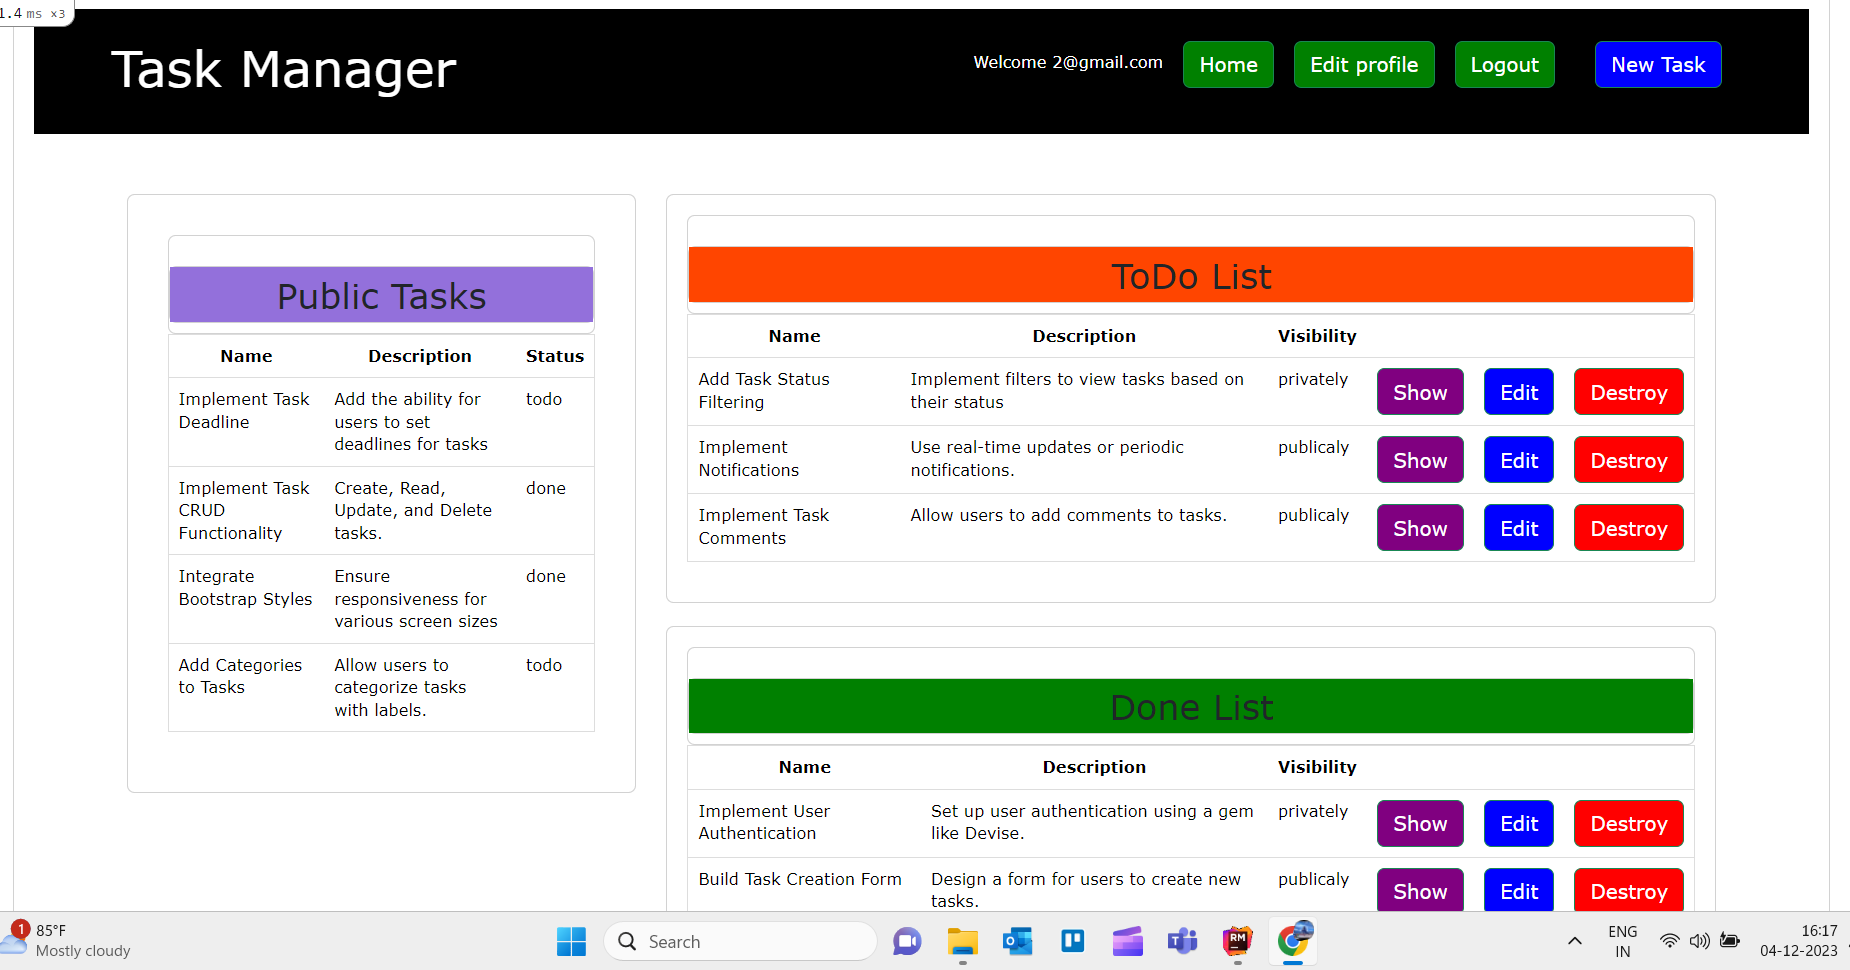 1.4 ms x3
Task Manager
Welcome 2@gmail.com
Home
Edit profile
Logout
New Task
Public Tasks
Name Description Status
Implement Task Add the ability for todo
Deadline users to set
deadlines for tasks
Implement Task Create, Read, done
CRUD Update, and Delete
Functionality tasks.
Integrate Ensure done
Bootstrap Styles responsiveness for
various screen sizes
Add Categories Allow users to todo
to Tasks categorize tasks
with labels.
ToDo List
Name Description Visibility
Add Task Status Implement filters to view tasks based on privately Show Edit Destroy
Filtering their status
Implement Use real-time updates or periodic publicaly Show Edit Destroy
Notifications notifications.
Implement Task Allow users to add comments to tasks. publicaly Show Edit Destroy
Comments
Done List
Name Description Visibility
Implement User Set up user authentication using a gem privately Show Edit Destroy
Authentication like Devise.
Build Task Creation Form Design a form for users to create new publicaly Show Edit Destroy
tasks.
1
85°F
Mostly cloudy
Search
RM
ENG
IN
16:17
04-12-2023